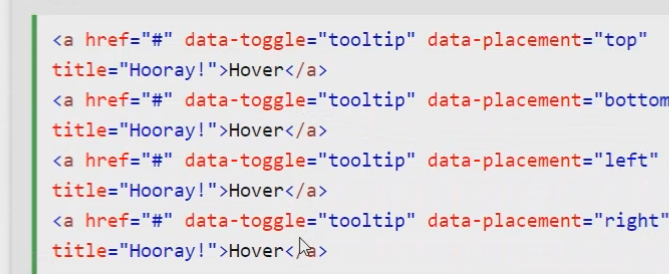 <a href="#" data-toggle="tooltip" data-placement="top"
title="Hooray!">Hover</a>
<a href="#" data-toggle="tooltip" data-placement="bottom
title="Hooray!">Hover</a>
<a href="#" data-toggle="tooltip" data-placement="left"
title="Hooray!">Hover</a>
<a href="#" data-toggle="tooltip" data-placement="right"
title="Hooray!">Hover</a>